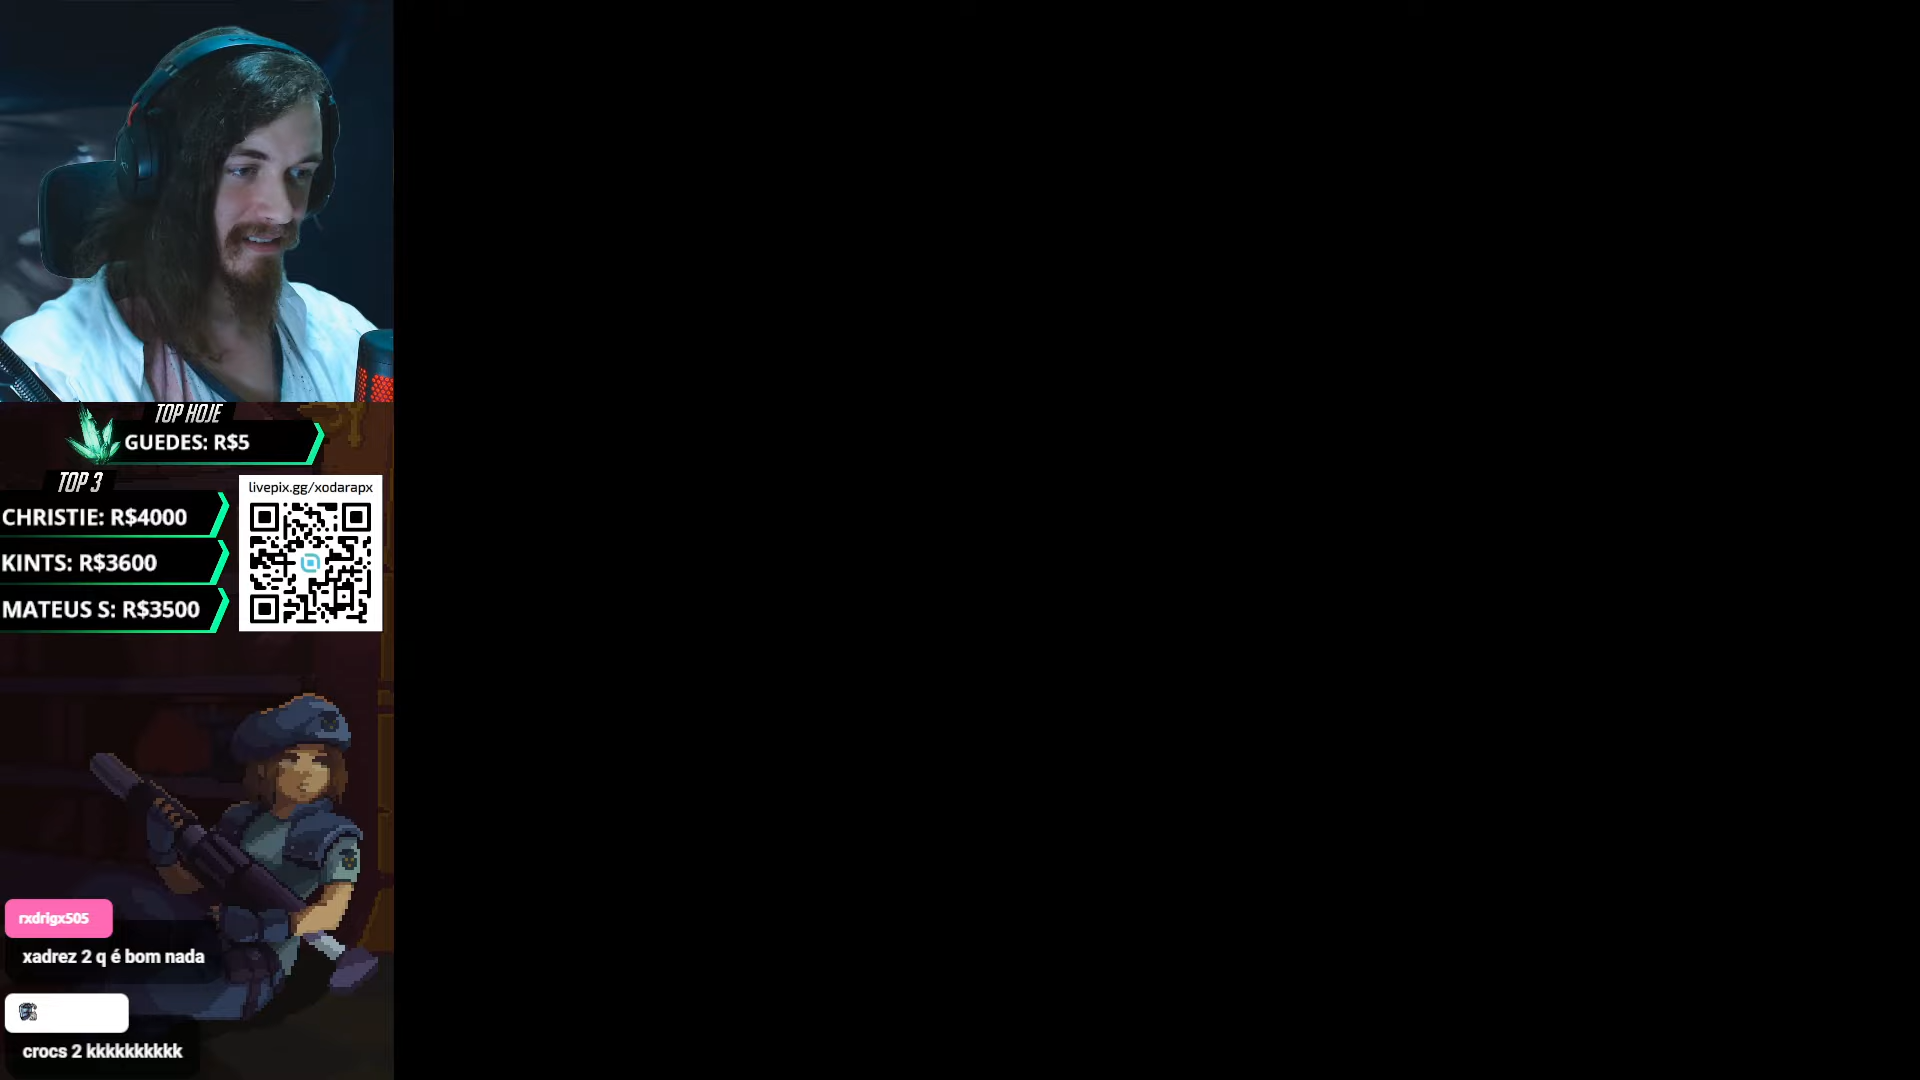 TOP HOJE
GUEDES: R$5
TOP 3
livepix.gg/xodarapx
CHRISTIE: R$4000
KINTS: R$3600
MATEUS S: R$3500
rxdrigx505
xadrez 2 q é bom nada
crocs 2 kkkkkkkkkk